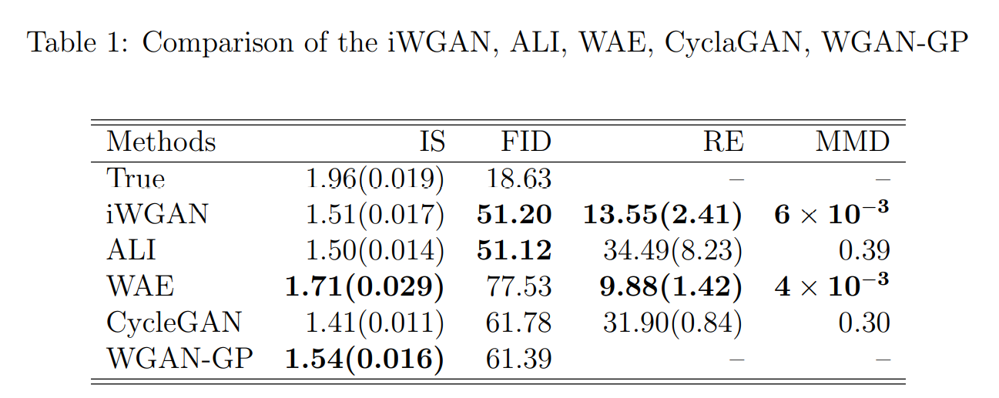 Table 1: Comparison of the iWGAN, ALI, WAE, CyclaGAN, WGAN-GP
Methods IS FID RE MMD
True 1.96(0.019) 18.63 – –
iWGAN 1.51(0.017) 51.20 13.55(2.41) 6 × 10⁻³
ALI 1.50(0.014) 51.12 34.49(8.23) 0.39
WAE 1.71(0.029) 77.53 9.88(1.42) 4 × 10⁻³
CycleGAN 1.41(0.011) 61.78 31.90(0.84) 0.30
WGAN-GP 1.54(0.016) 61.39 – –